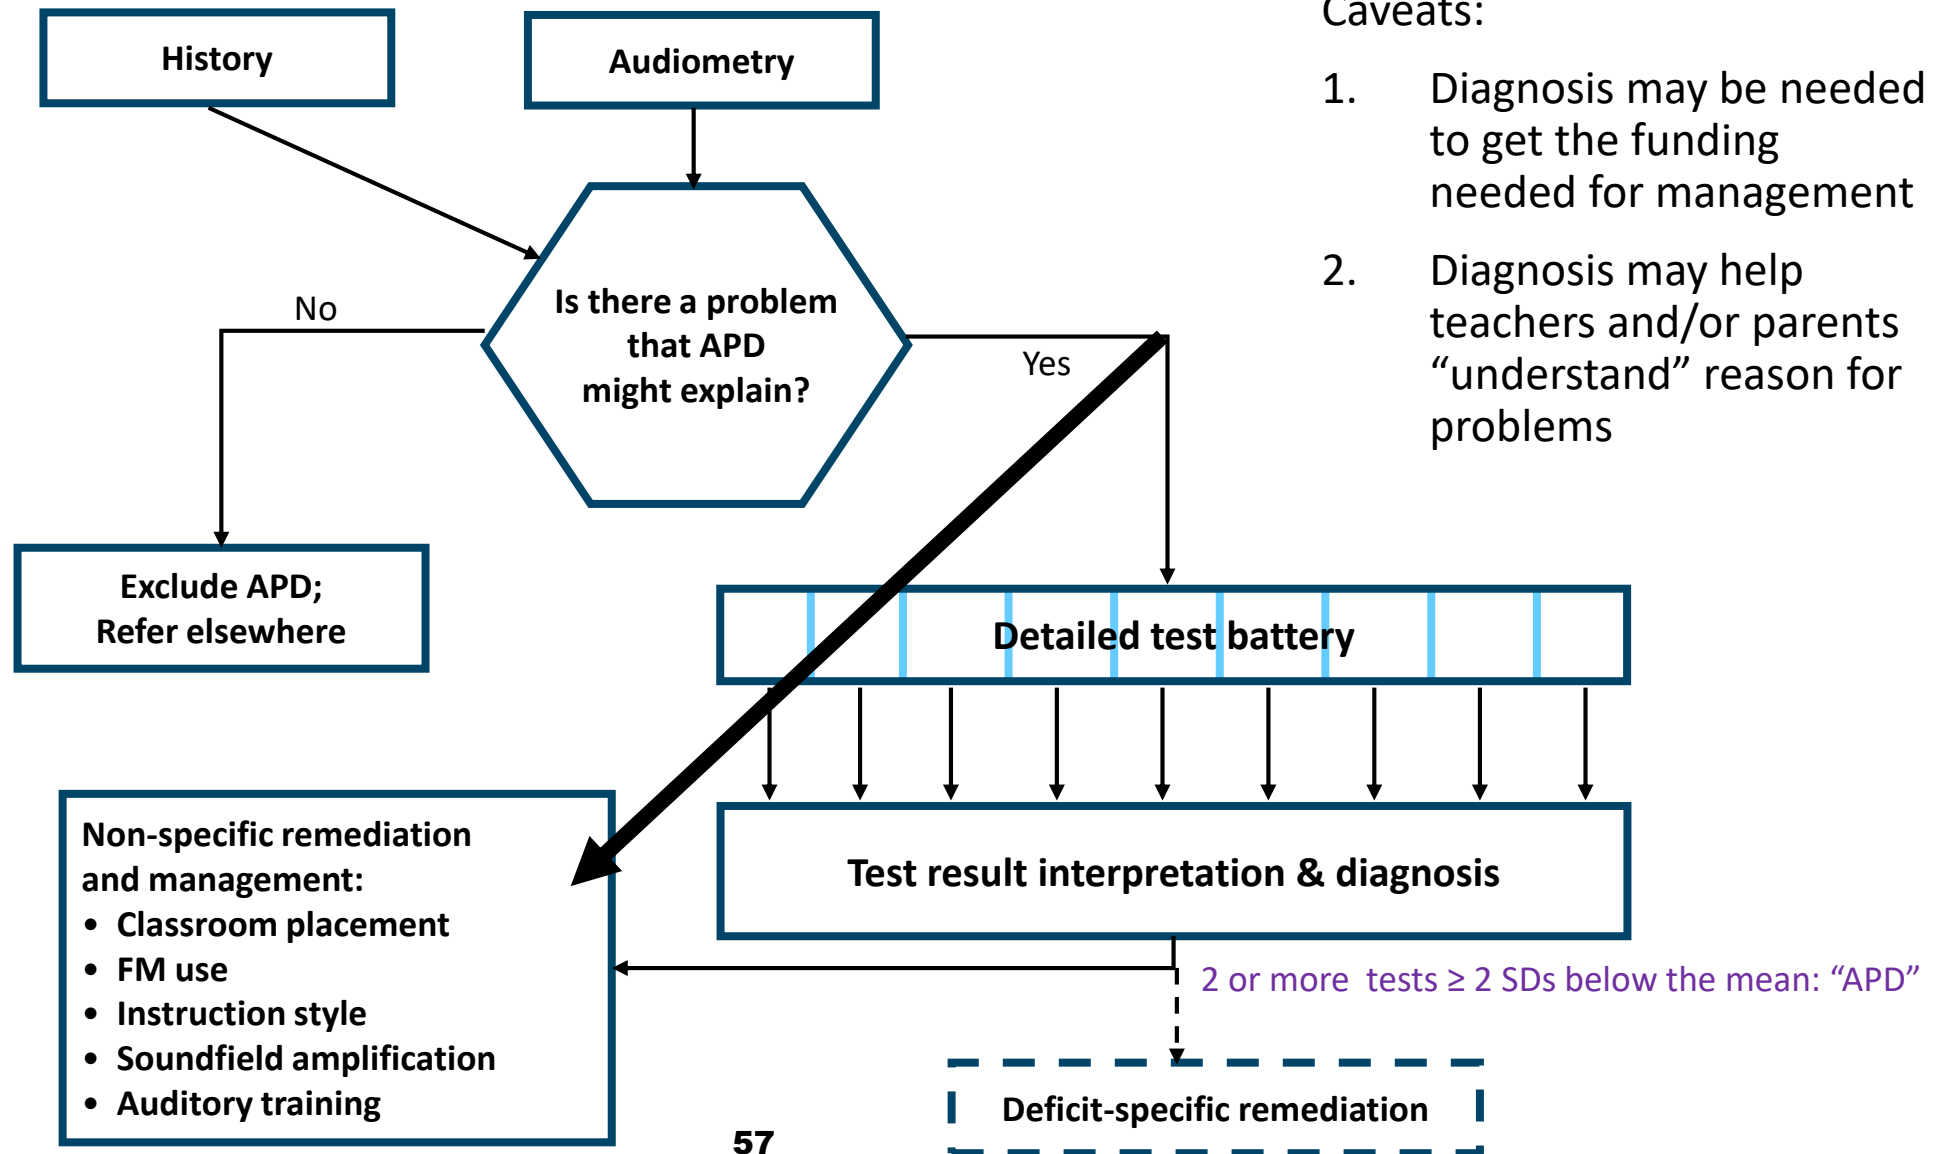 History
Audiometry
Caveats:
1. Diagnosis may be needed
to get the funding
needed for management
2. Diagnosis may help
teachers and/or parents
“understand” reason for
problems
Is there a problem
that APD
might explain?
No
Yes
Exclude APD;
Refer elsewhere
Detailed test battery
Test result interpretation & diagnosis
Non-specific remediation
and management:
• Classroom placement
• FM use
• Instruction style
• Soundfield amplification
• Auditory training
2 or more tests ≥ 2 SDs below the mean: “APD”
Deficit-specific remediation
57